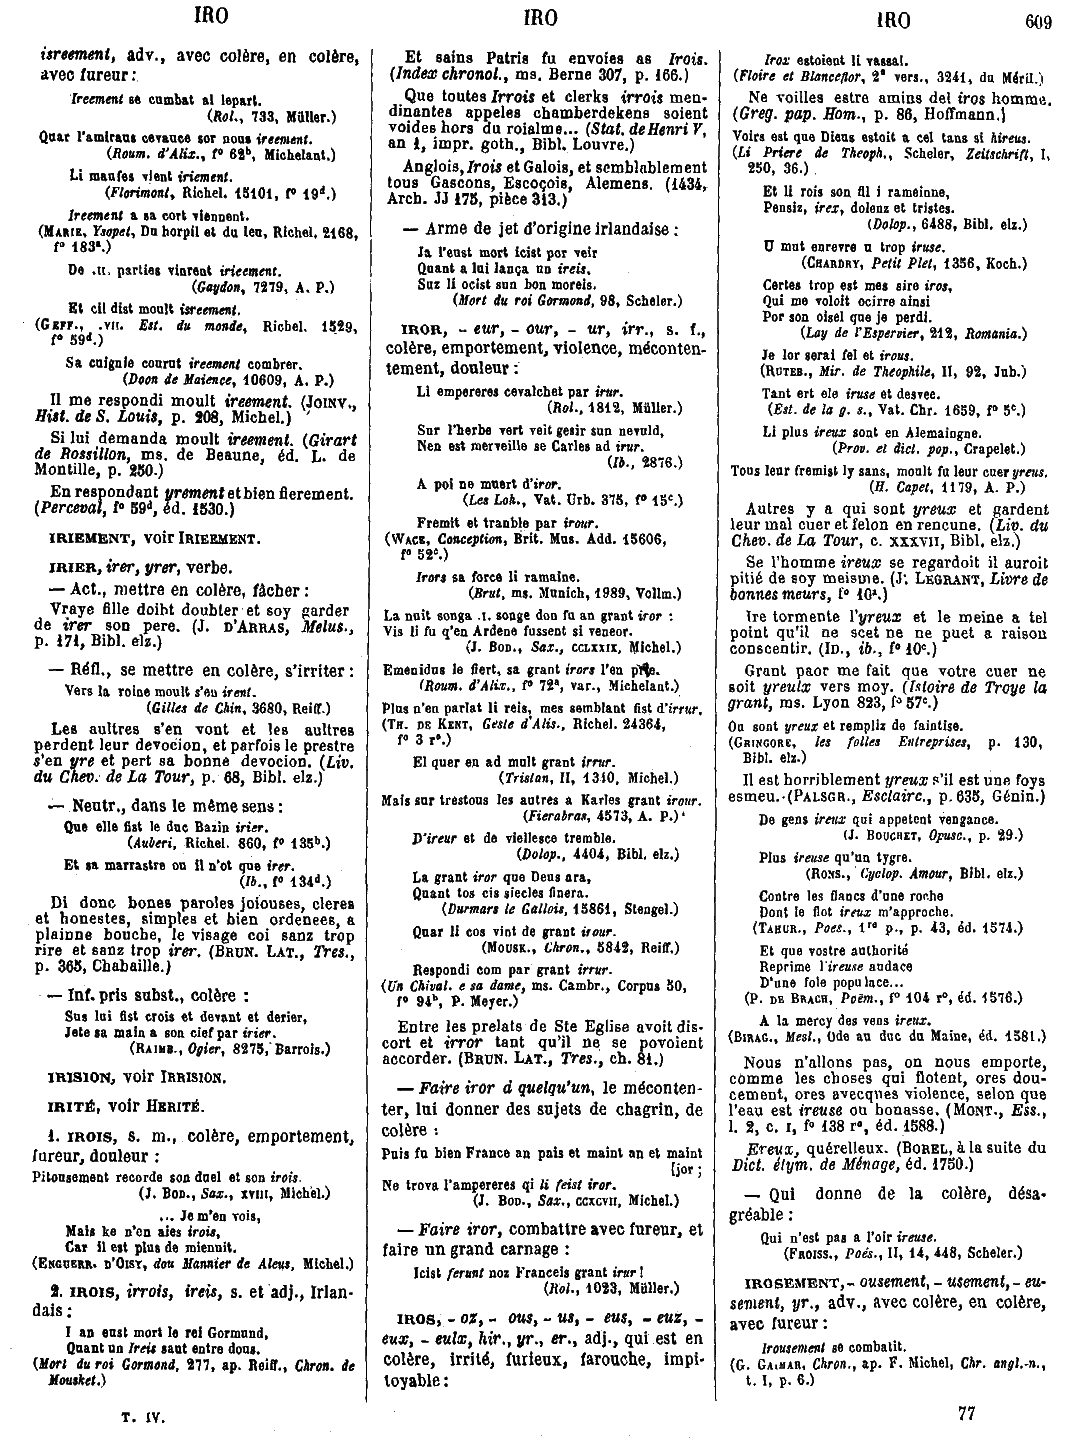 IRO
IRO
IRO
609
isreement, adv., avec colère, en colère,
avec fureur :
Ireement se cumbat al lepart.
(Rol., 733, Müller.)
Quar l'amiraus cevauce sor nous ireement.
(Roum. d'Alix., f° 62b, Michelant.)
Li maufes vient iriement.
(Florimont, Richel. 15101, f° 19d.)
Ireement a sa cort viennent.
(MARIE, Ysopet, Du horpil et du leu, Richel. 2168,
f° 183a.)
De .II. parties vinrent irieement.
(Gaydon, 7279, A. P.)
Et cil dist moult isreement.
(GEFF., .VII. Est. du monde, Richel. 1529,
f° 59d.)
Sa cuignie courut ireement combrer.
(Doon de Maience, 10609, A. P.)
Il me respondi moult ireement. (JOINV.,
Hist. de S. Louis, p. 208, Michel.)
Si lui demanda moult ireement. (Girart
de Rossillon, ms. de Beaune, éd. L. de
Montille, p. 250.)
En respondant yrement et bien fierement.
(Perceval, f° 59d, éd. 1530.)
IRIEMENT, voir IRIEEMENT.
IRIER, irer, yrer, verbe.
— Act., mettre en colère, fâcher :
Vraye fille doibt doubter et soy garder
de irer son pere. (J. D'ARRAS, Melus.,
p. 171, Bibl. elz.)
— Réfl., se mettre en colère, s'irriter :
Vers la roine moult s'en irent.
(Gilles de Chin, 3680, Reiff.)
Les aultres s'en vont et les aultres
perdent leur devocion, et parfois le prestre
s'en yre et pert sa bonne devocion. (Liv.
du Chev. de La Tour, p. 68, Bibl. elz.)
— Neutr., dans le même sens :
Que elle fist le duc Bazin irier.
(Auberi, Richel. 860, f° 135b.)
Et sa marrastre ou il n'ot que irer.
(Ib., f° 134d.)
Di donc bones paroles joiouses, cleres
et honestes, simples et bien ordenees, a
plainne bouche, le visage coi sanz trop
rire et sanz trop irer. (BRUN. LAT., Tres.,
p. 365, Chabaille.)
— Inf. pris subst., colère :
Sus lui fist crois et devant et derier,
Jete sa main a son cief par irier.
(RAIMB., Ogier, 8275, Barrois.)
IRISION, voir IRRISION.
IRITÉ, voir HERITÉ.
1. IROIS, s. m., colère, emportement,
fureur, douleur :
Pitousement recorde son duel et son irois.
(J. BOD., Sax., XVIII, Michel.)
... Je m'en vois,
Mais ke n'en aies irois,
Car il est plus de miennit.
(ENGUERR. D'OISY, dou Mannier de Aleus, Michel.)
2. IROIS, irrois, ireis, s. et adj., Irlan-
dais :
I an eust mort le rei Gormund,
Quant un Ireis saut entre dous.
(Mort du roi Gormond, 277, ap. Reiff., Chron. de
Mousket.)
T. IV.
Et sains Patris fu envoies as Irois.
(Index chronol., ms. Berne 307, p. 166.)
Que toutes Irrois et clerks irrois men-
dinantes appeles chamberdekens soient
voides hors du roialme... (Stat. de Henri V,
an 1, impr. goth., Bibl. Louvre.)
Anglois, Irois et Galois, et semblablement
tous Gascons, Escoçois, Alemens. (1434,
Arch. JJ 175, pièce 313.)
— Arme de jet d'origine irlandaise :
Ja l'eust mort icist por veir
Quant a lui lança un ireis.
Suz li ocist sun bon moreis.
(Mort du roi Gormond, 98, Scheler.)
IROR, - eur, - our, - ur, irr., s. f.,
colère, emportement, violence, méconten-
tement, douleur :
Li empereres cevalchet par irur.
(Rol., 1812, Müller.)
Sur l'herbe vert veit gesir sun nevuld,
Nen est merveille se Carles ad irur.
(Ib., 2876.)
A poi ne muert d'iror.
(Les Loh., Vat. Urb. 375, f° 15c.)
Fremit et tranble par irour.
(WACE, Conception, Brit. Mus. Add. 15606,
f° 52c.)
Irors sa force li ramaine.
(Brut, ms. Munich, 1989, Vollm.)
La nuit songa .I. songe don fu an grant iror :
Vis li fu q'en Ardene fussent si veneor.
(J. BOD., Sax., CCLXXIX, Michel.)
Emenidus le fiert, sa grant irors l'en
(Roum. d'Alix., f° 72a, var., Michelant.)
Plus n'en parlat li reis, mes semblant fist d'irrur.
(TH. DE KENT, Geste d'Alis., Richel. 24364,
f° 3 r°.)
El quer en ad mult grant irrur.
(Tristan, II, 1340, Michel.)
Mais sur trestous les autres a Karles grant irour.
(Fierabras, 4573, A. P.)
D'ireur et de viellesce tremble.
(Dolop., 4404, Bibl. elz.)
La grant iror que Deus ara,
Quant tos cis siecles finera.
(Durmars le Gallois, 15861, Stengel.)
Quar li cos vint de grant irour.
(MOUSK., Chron., 5842, Reiff.)
Respondi com par grant irrur.
(Un Chival. e sa dame, ms. Cambr., Corpus 50,
f° 94b, P. Meyer.)
Entre les prelats de Ste Eglise avoit dis-
cort et irror tant qu'il ne se povoient
accorder. (BRUN. LAT., Tres., ch. 81.)
— Faire iror a quelqu'un, le méconten-
ter, lui donner des sujets de chagrin, de
colère :
Puis fu bien France an pais et maint an et maint
[jor ;
Ne trova l'ampereres qi li feist iror.
(J. BOD., Sax., CCXCVII, Michel.)
— Faire iror, combattre avec fureur, et
faire un grand carnage :
Icist ferunt noz Franceis grant irur !
(Rol., 1023, Müller.)
IROS, - oz, - ous, - us, - eus, - euz, -
eux, - eulx, hir., yr., er., adj., qui est en
colère, irrité, furieux, farouche, impi-
toyable :
Irox estoient li vassal.
(Floire et Blanceflor, 2e vers., 3241, du Méril.)
Ne voilles estre amins del iros homme.
(Greg. pap. Hom., p. 86, Hoffmann.)
Voirs est que Dieus estoit a cel tans si hireus.
(Li Priere de Theoph., Scheler, Zeitschrift, I,
250, 36.)
Et li rois son fil i rameinne,
Pensiz, irex, dolenz et tristes.
(Dolop., 6488, Bibl. elz.)
U mut enrevre u trop iruse.
(CHARDRY, Petit Plet, 1356, Koch.)
Certes trop est mes sire iros,
Qui me voloit ocirre ainsi
Por son oisel que je perdi.
(Lay de l'Espervier, 212, Romania.)
Je lor serai fel et irous.
(RUTEB., Mir. de Theophile, II, 92, Jub.)
Tant ert ele iruse et desvee.
(Est. de la g. s., Vat. Chr. 1659, f° 5c.)
Li plus ireux sont en Alemaingne.
(Prov. et dict. pop., Crapelet.)
Tous leur fremist ly sans, moult fu leur cuer yreus.
(H. Capet, 1179, A. P.)
Autres y a qui sont yreux et gardent
leur mal cuer et felon en rencune. (Liv. du
Chev. de La Tour, c. XXXVII, Bibl. elz.)
Se l'homme ireux se regardoit il auroit
pitié de soy meisme. (J. LEGRANT, Livre de
bonnes meurs, f° 10a.)
Ire tormente l'yreux et le meine a tel
point qu'il ne scet ne ne puet a raison
conscentir. (ID., ib., f° 10c.)
Grant paor me fait que votre cuer ne
soit yreulx vers moy. (Istoire de Troye la
grant, ms. Lyon 823, f° 57c.)
Ou sont yreux et rempliz de faintise.
(GRINGORE, les folles Entreprises, p. 130,
Bibl. elz.)
Il est horriblement yreux s'il est une foys
esmeu. (PALSGR., Esclairc., p. 635, Génin.)
De gens ireux qui appetent vengance.
(J. BOUCHET, Opusc., p. 29.)
Plus ireuse qu'un tygre.
(RONS., Cyclop. Amour, Bibl. elz.)
Contre les flancs d'une roche
Dont le flot ireux m'approche.
(TAHUR., Poes., 1re p., p. 43, éd. 1574.)
Et que vostre authorité
Reprime l'ireuse audace
D'une fole populace...
(P. DE BRACH, Poëm., f° 104 r°, éd. 1576.)
A la mercy des vens ireux.
(BIRAG., Mesl., Ode au duc du Maine, éd. 1581.)
Nous n'allons pas, on nous emporte,
comme les choses qui flotent, ores dou-
cement, ores avecques violence, selon que
l'eau est ireuse ou bonasse. (MONT., Ess.,
l. 2, c. I, f° 138 r°, éd. 1588.)
Ereux, quérelleux. (BOREL, à la suite du
Dict. étym. de Ménage, éd. 1750.)
— Qui donne de la colère, désa-
gréable :
Qui n'est pas a l'oir ireuse.
(FROISS., Poés., II, 14, 448, Scheler.)
IROSEMENT, - ousement, - usement, - eu-
sement, yr., adv., avec colère, en colère,
avec fureur :
Irousement se combatit.
(G. GAIMAR, Chron., ap. F. Michel, Chr. angl.-n.,
t. I, p. 6.)
77